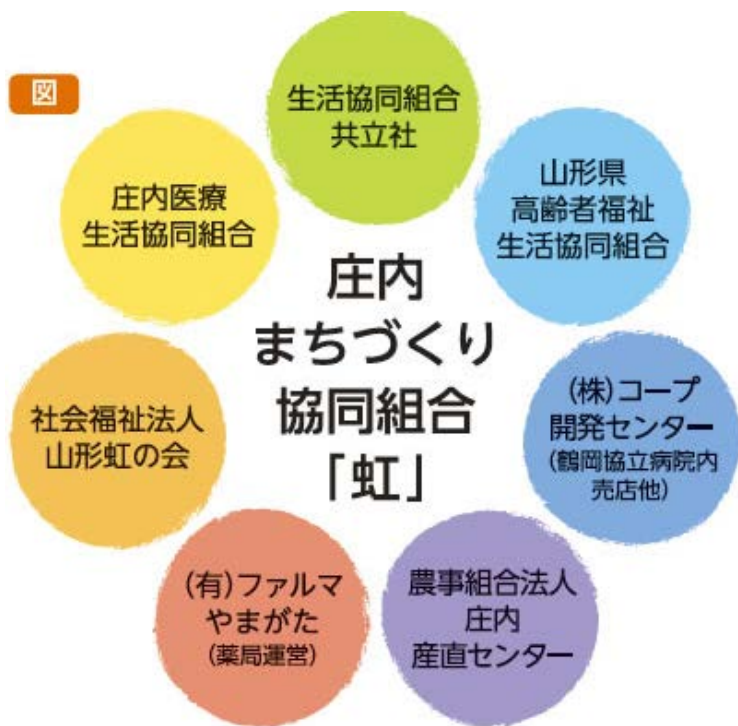 図
生活協同組合
共立社
山形県
高齢者福祉
生活協同組合
(株)コープ
開発センター
(鶴岡協立病院内
売店他)
農事組合法人
庄内
産直センター
(有)ファルマ
やまがた
(薬局運営)
社会福祉法人
山形虹の会
庄内医療
生活協同組合
庄内
まちづくり
協同組合
「虹」